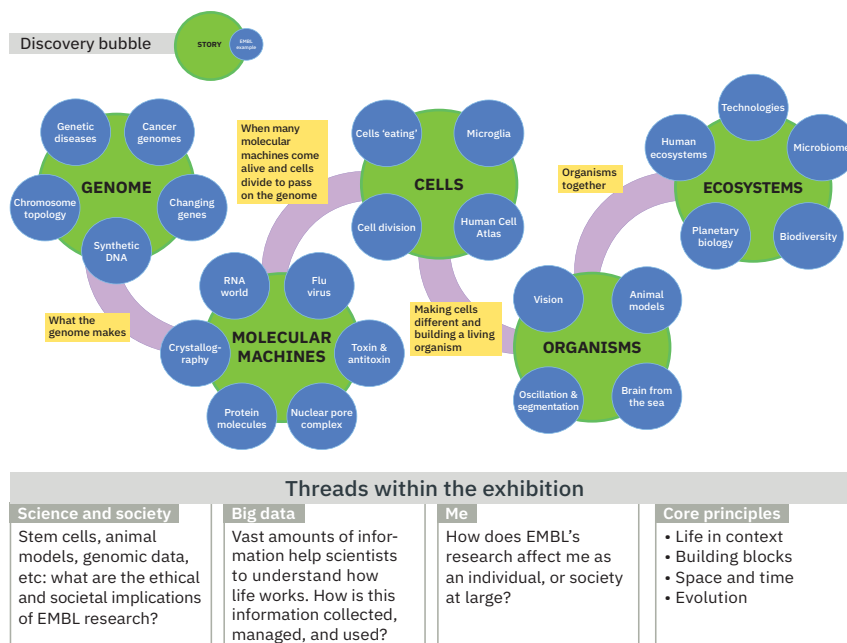 Discovery bubble
STORY
EMBL
example
Genetic
diseases
Cancer
genomes
GENOME
Chromosome
topology
Changing
genes
Synthetic
DNA
What the
genome makes
When many
molecular
machines come
alive and cells
divide to pass
on the genome
RNA
world
Flu
virus
Crystallog-
raphy
MOLECULAR
MACHINES
Toxin &
antitoxin
Protein
molecules
Nuclear pore
complex
Cells ‘eating’
Microglia
CELLS
Cell division
Human Cell
Atlas
Making cells
different and
building a living
organism
Vision
Animal
models
ORGANISMS
Oscillation &
segmentation
Brain from
the sea
Organisms
together
Technologies
Human
ecosystems
Microbiome
ECOSYSTEMS
Planetary
biology
Biodiversity
Threads within the exhibition
Science and society
Stem cells, animal
models, genomic data,
etc: what are the ethical
and societal implications
of EMBL research?
Big data
Vast amounts of infor-
mation help scientists
to understand how
life works. How is this
information collected,
managed, and used?
Me
How does EMBL’s
research affect me as
an individual, or society
at large?
Core principles
• Life in context
• Building blocks
• Space and time
• Evolution